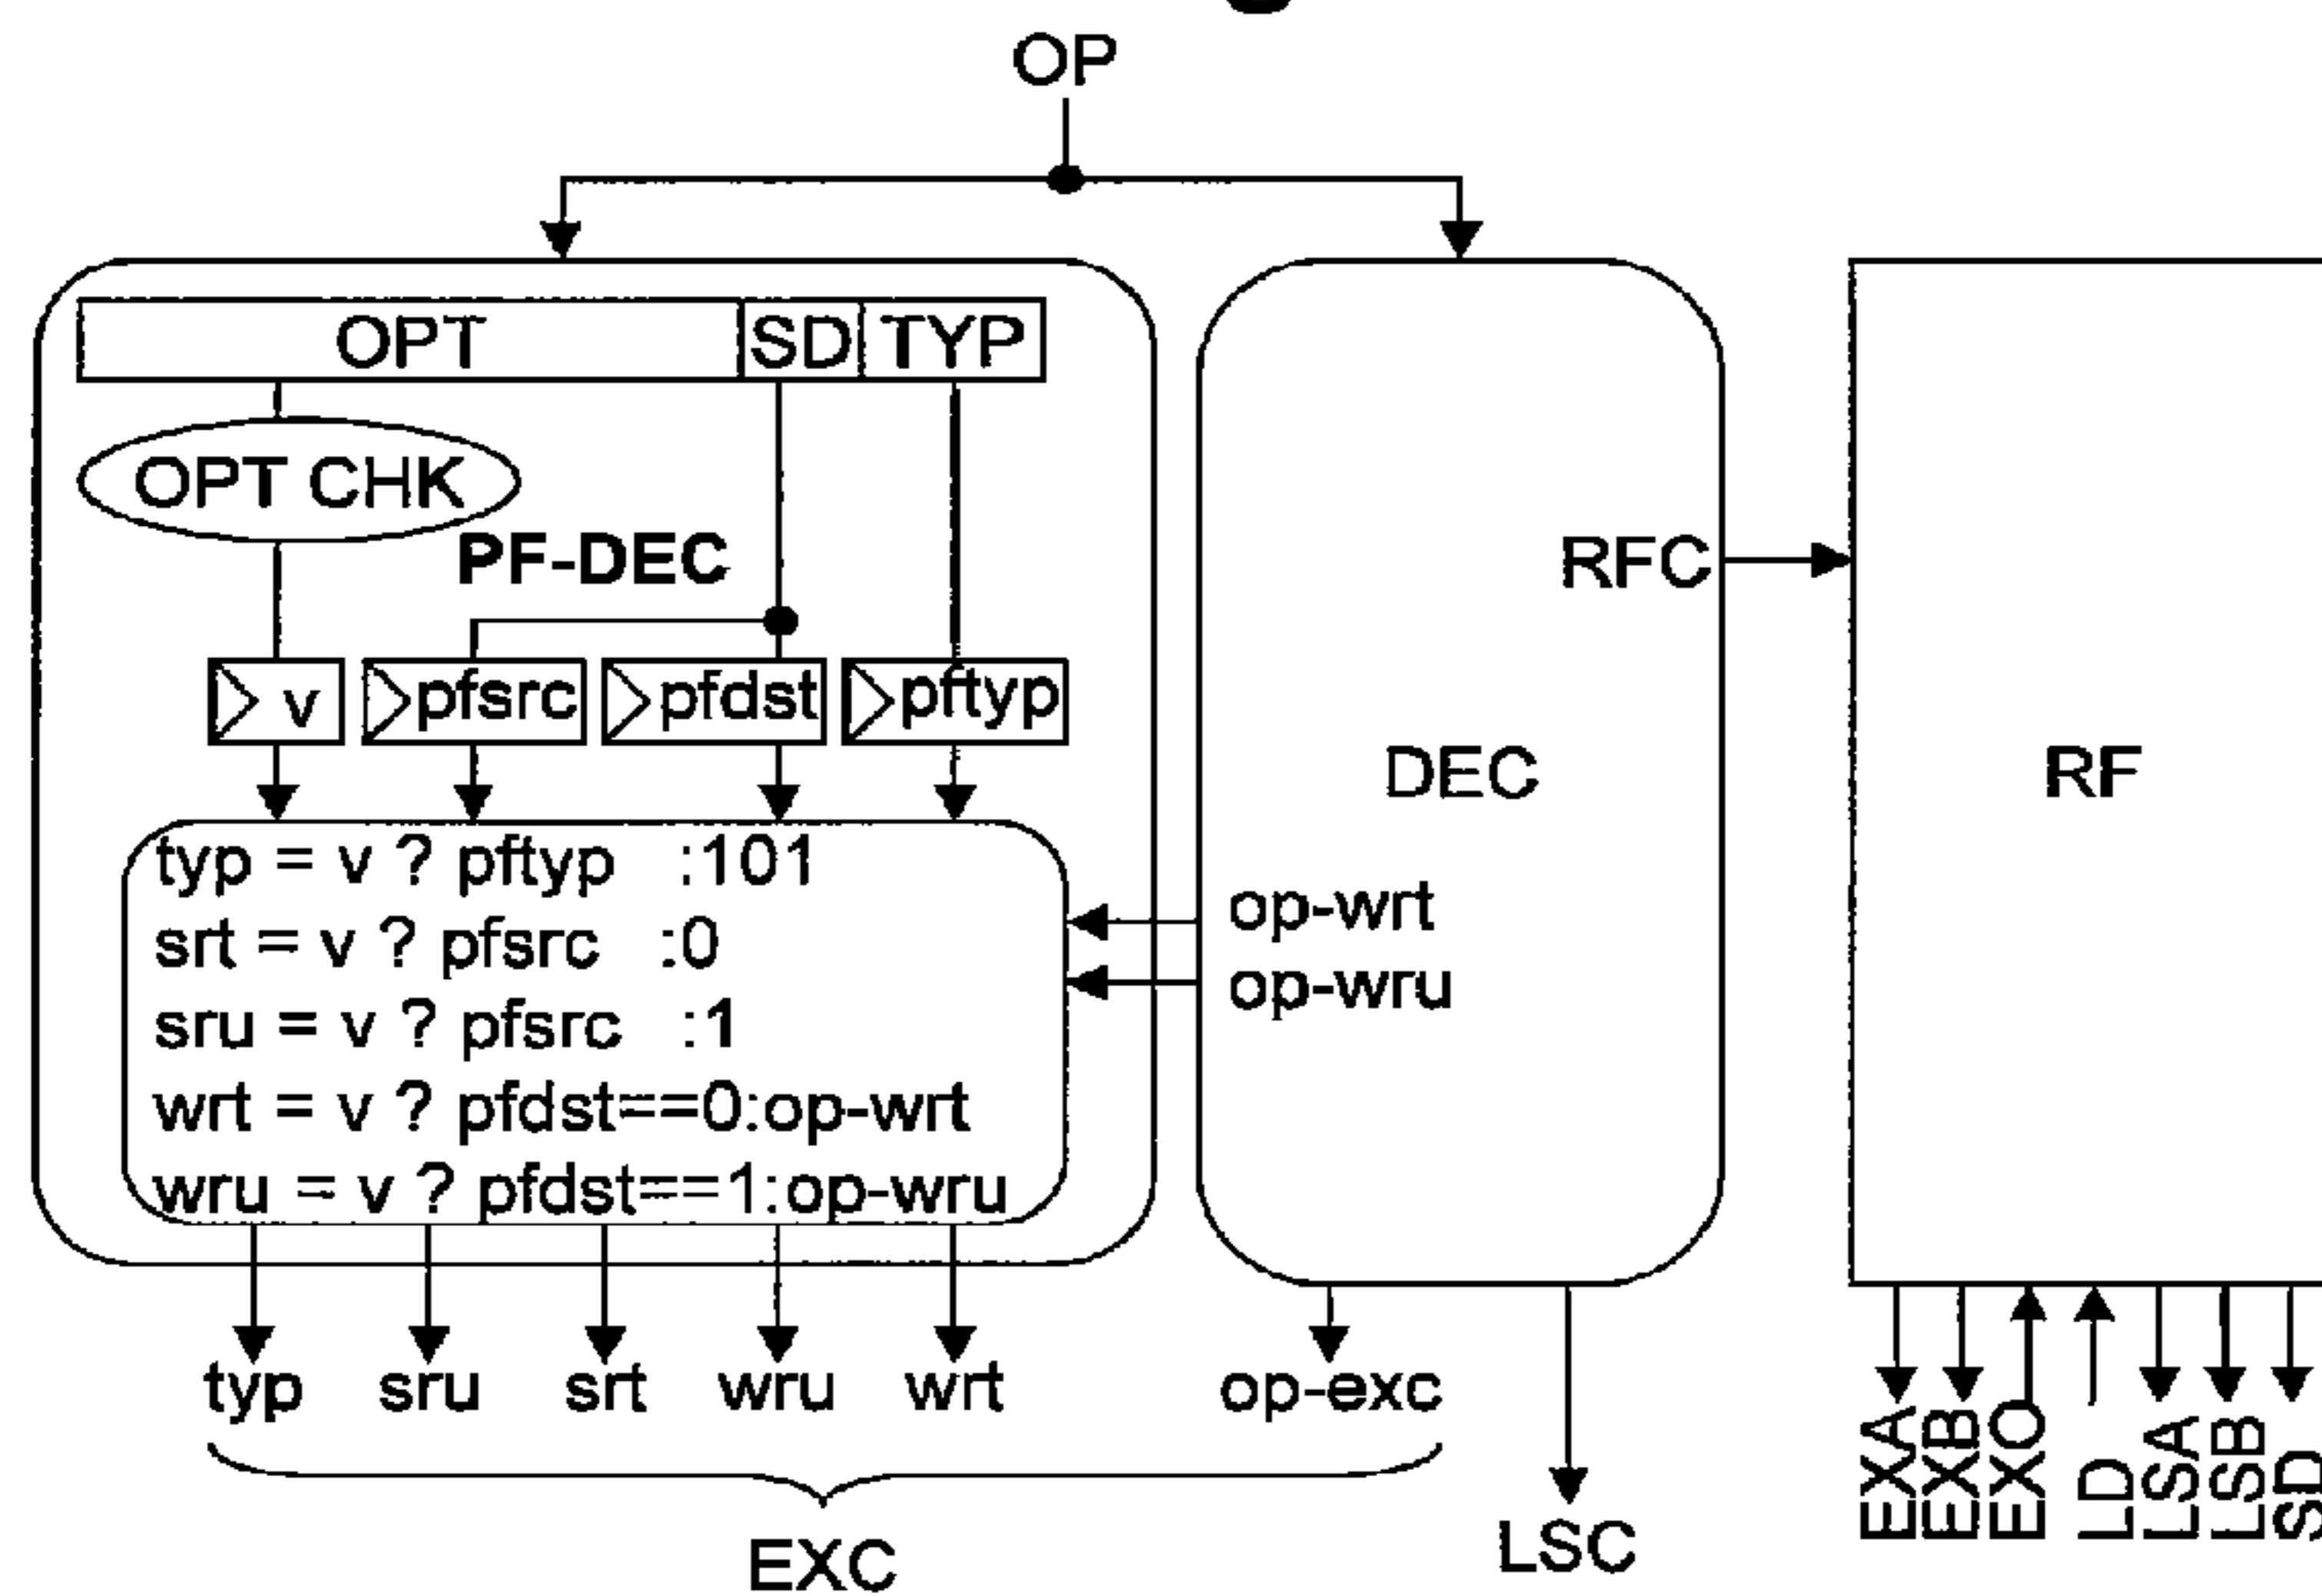 OP
OPT SD TYP
OPT CHK
PF-DEC
RFC
v pfsrc pfdst pftyp
DEC
RF
typ = v ? pftyp :101
srt = v ? pfsrc :0
sru = v ? pfsrc :1
wrt = v ? pfdst==0:op-wrt
wru = v ? pfdst==1:op-wru
op-wrt
op-wru
typ sru srt wru wrt
op-exc
EXC
LSC
EXA
EXB
EXO
LD
LSA
LSB
SD